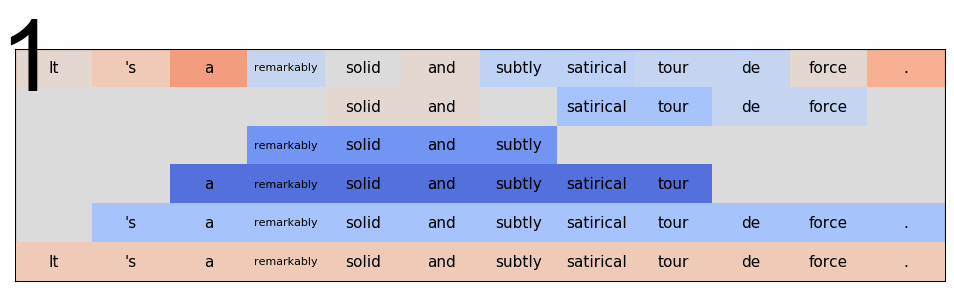 1
It 's a remarkably solid and subtly satirical tour de force .
solid and satirical tour de force
remarkably solid and subtly
a remarkably solid and subtly satirical tour
's a remarkably solid and subtly satirical tour de force .
It 's a remarkably solid and subtly satirical tour de force .